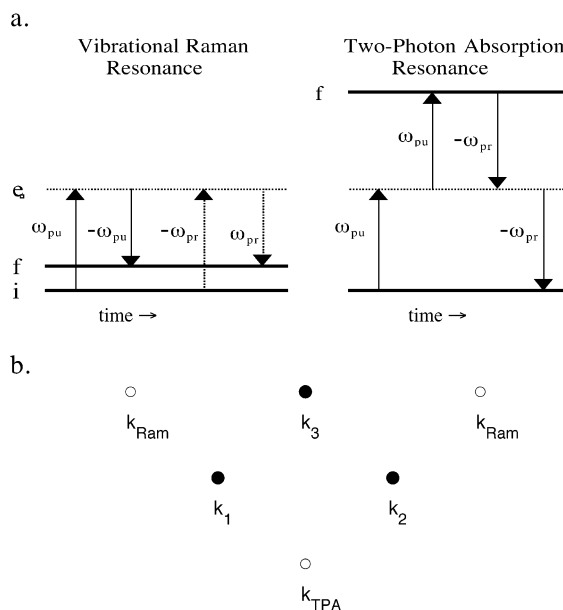 a.
Vibrational Raman
Resonance
Two-Photon Absorption
Resonance
f
ω_pu
-ω_pr
e
ω_pu
-ω_pu
-ω_pr
ω_pr
ω_pu
-ω_pr
f
i
time →
time →
b.
k_Ram
k_3
k_Ram
k_1
k_2
k_TPA